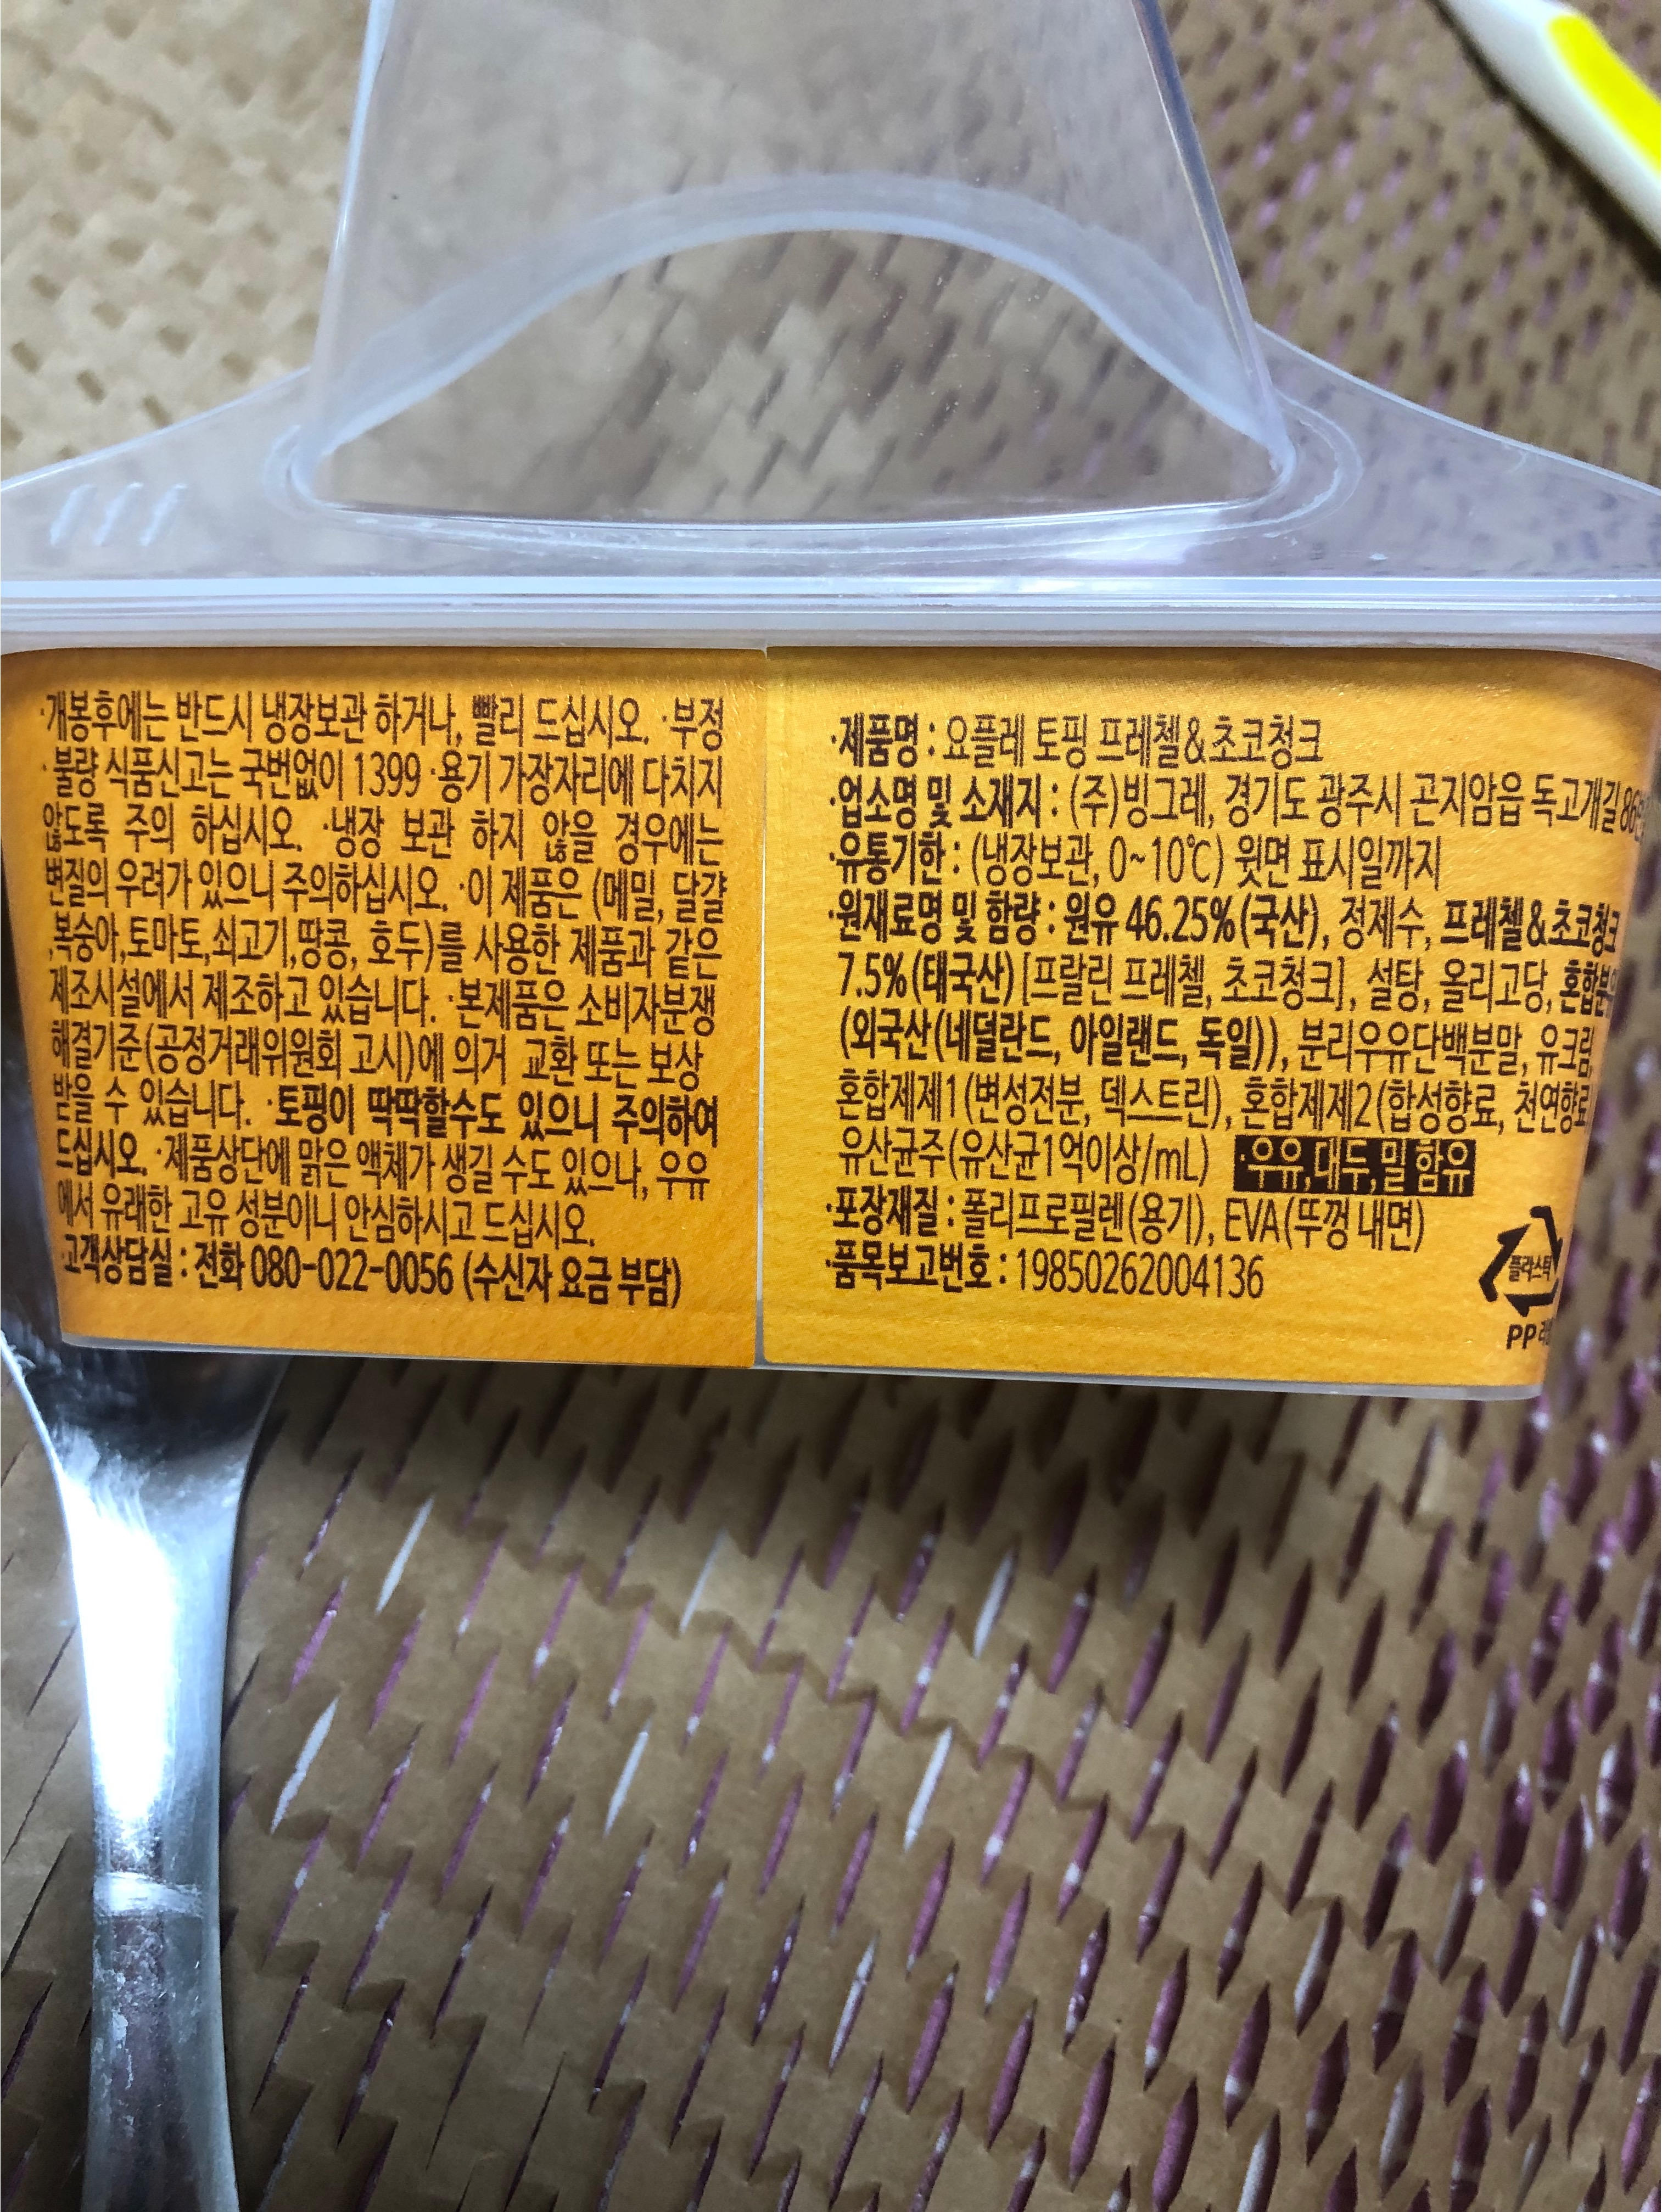 ·개봉후에는 반드시 냉장보관 하거나, 빨리 드십시오. ·부정
·불량 식품신고는 국번없이 1399 ·용기 가장자리에 다치지
않도록 주의 하십시오. ·냉장 보관 하지 않을 경우에는
변질의 우려가 있으니 주의하십시오. ·이 제품은 (메밀, 달걀
,복숭아,토마토,쇠고기,땅콩, 호두)를 사용한 제품과 같은
제조시설에서 제조하고 있습니다. ·본제품은 소비자분쟁
해결기준(공정거래위원회 고시)에 의거 교환 또는 보상
받을 수 있습니다. ·토핑이 딱딱할수도 있으니 주의하여
드십시오. ·제품상단에 맑은 액체가 생길 수도 있으나, 우유
에서 유래한 고유 성분이니 안심하시고 드십시오.
·고객상담실 : 전화 080-022-0056 (수신자 요금 부담)
·제품명 : 요플레 토핑 프레첼&초코청크
·업소명 및 소재지 : (주)빙그레, 경기도 광주시 곤지암읍 독고개길
·유통기한 : (냉장보관, 0~10℃) 윗면 표시일까지
·원재료명 및 함량 : 원유 46.25%(국산), 정제수, 프레첼&초코청크
7.5%(태국산)[프랄린 프레첼, 초코청크], 설탕, 올리고당,
(외국산(네덜란드, 아일랜드, 독일)), 분리우유단백분말, 유크림,
혼합제제1(변성전분, 덱스트린), 혼합제제2(합성향료, 천연향료
유산균주(유산균1억이상/mL) ·우유,대두,밀 함유
·포장재질 : 폴리프로필렌(용기), EVA(뚜껑 내면)
품목보고번호 : 19850262004136
플라스틱
PP